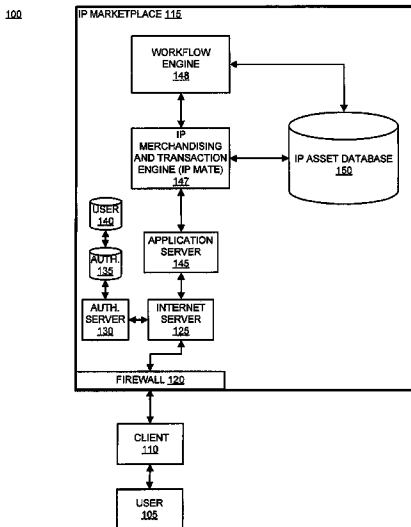 100
IP MARKETPLACE 115
WORKFLOW
ENGINE
148
IP
MERCHANDISING
AND TRANSACTION
ENGINE (IP MATE)
147
IP ASSET DATABASE
150
USER
140
AUTH.
135
APPLICATION
SERVER
145
AUTH.
SERVER
130
INTERNET
SERVER
125
FIREWALL 120
CLIENT
110
USER
105